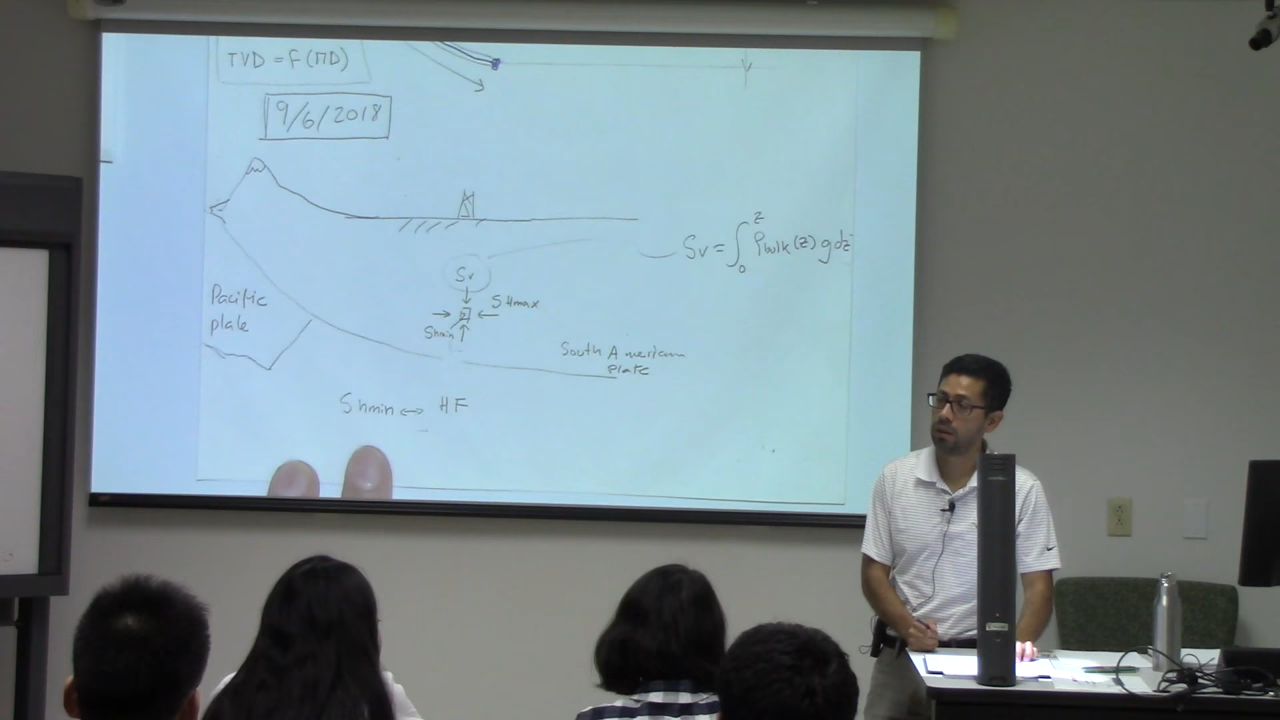 TVD = F(MD)
9/6/2018
Sv = ∫₀ᶻ ρbulk(z) g dz
Sv
SHmax
Shmin
Pacific
plate
South American
Plate
Shmin ↔ HF